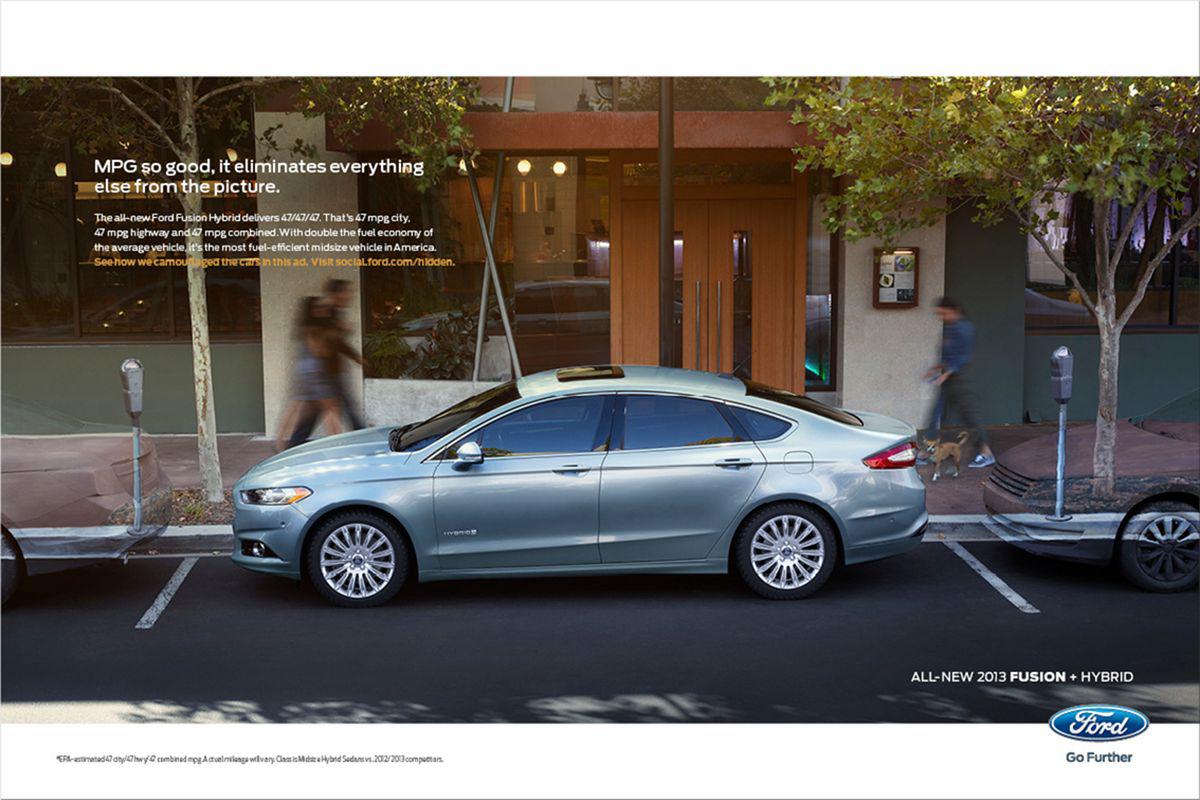 MPG so good, it eliminates everything
else from the picture.
The all-new Ford Fusion Hybrid delivers 47/47/47. That's 47 mpg city,
47 mpg highway and 47 mpg combined. With double the fuel economy of
the average vehicle, it's the most fuel-efficient midsize vehicle in America.
See how we camouflaged the cars in this ad. Visit social.ford.com/hidden.
HYBRID
ALL-NEW 2013 FUSION + HYBRID
Ford
Go Further
*EPA-estimated 47 city/47 hwy/47 combined mpg. Actual mileage will vary. Class is Midsize Hybrid Sedans vs. 2012/2013 competitors.